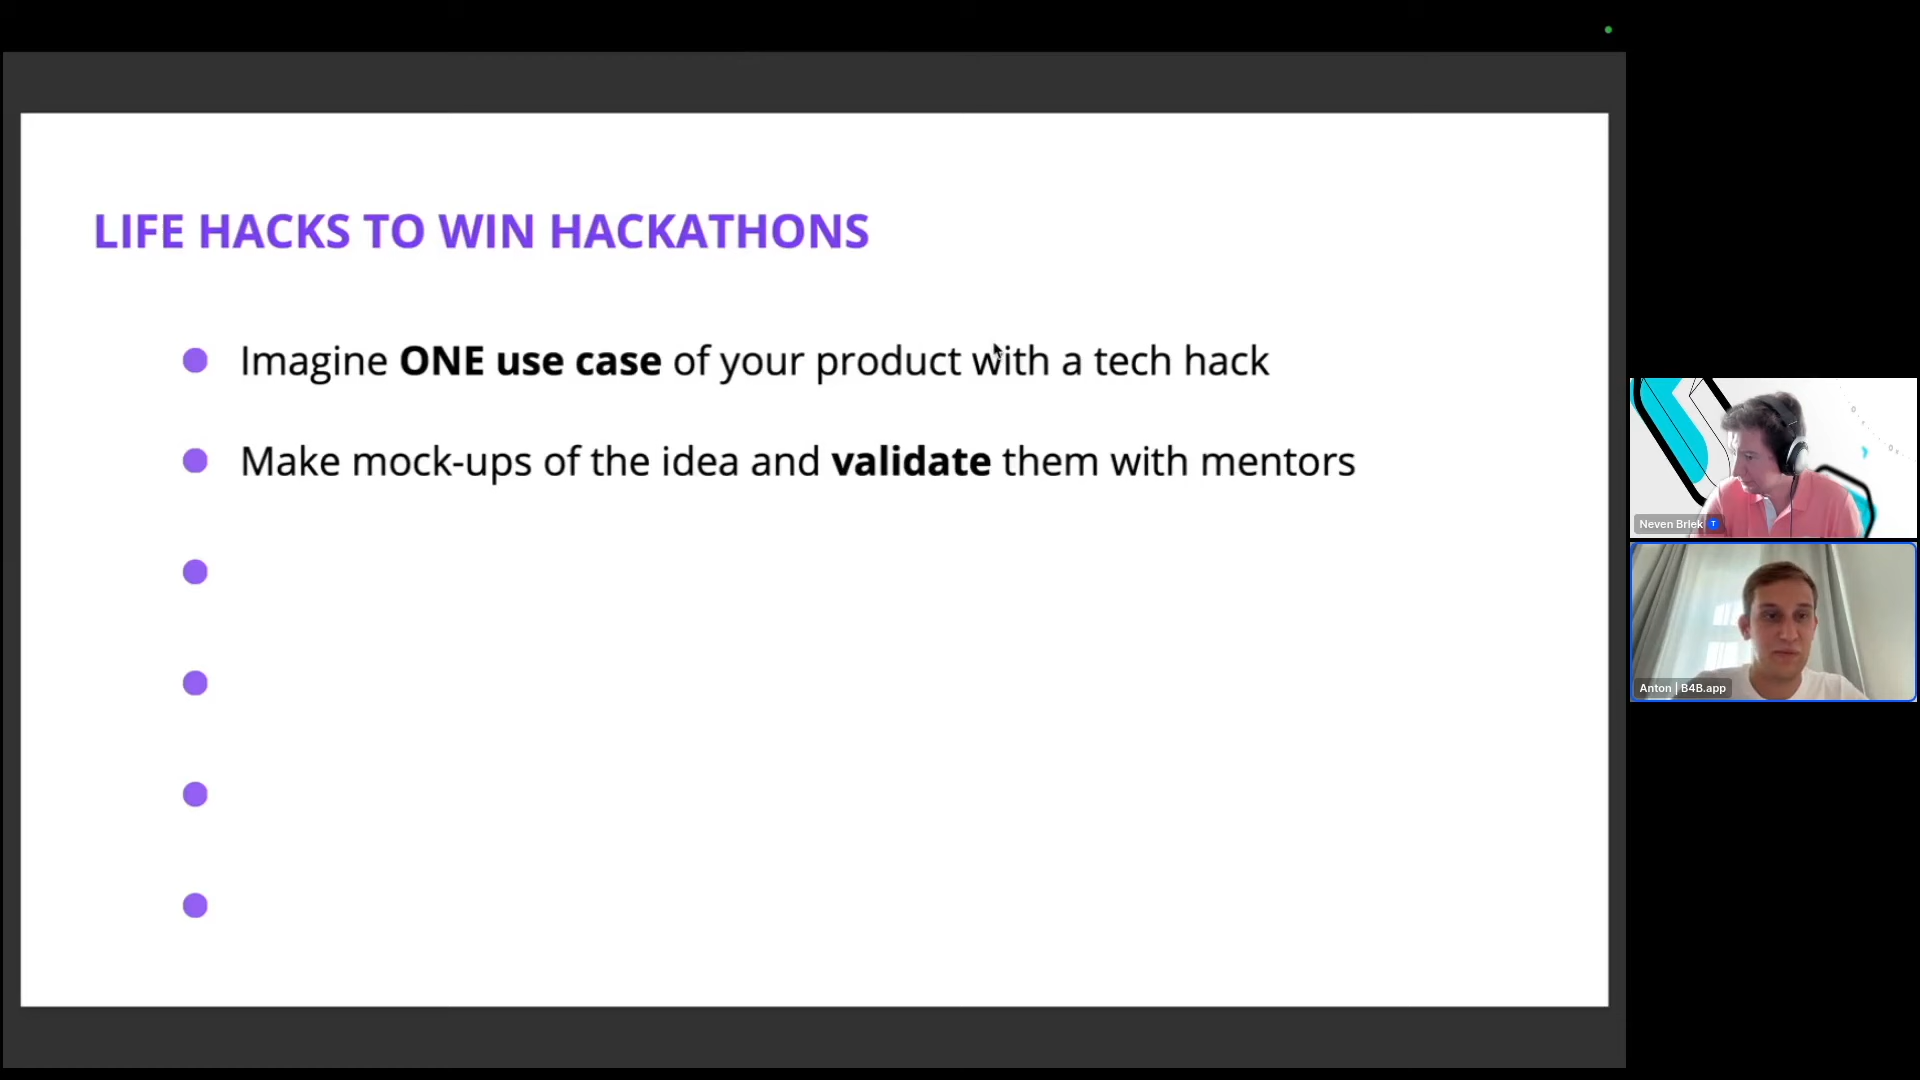 LIFE HACKS TO WIN HACKATHONS
Imagine ONE use case of your product with a tech hack
Make mock-ups of the idea and validate them with mentors
Neven Brlek T
Anton | B4B.app